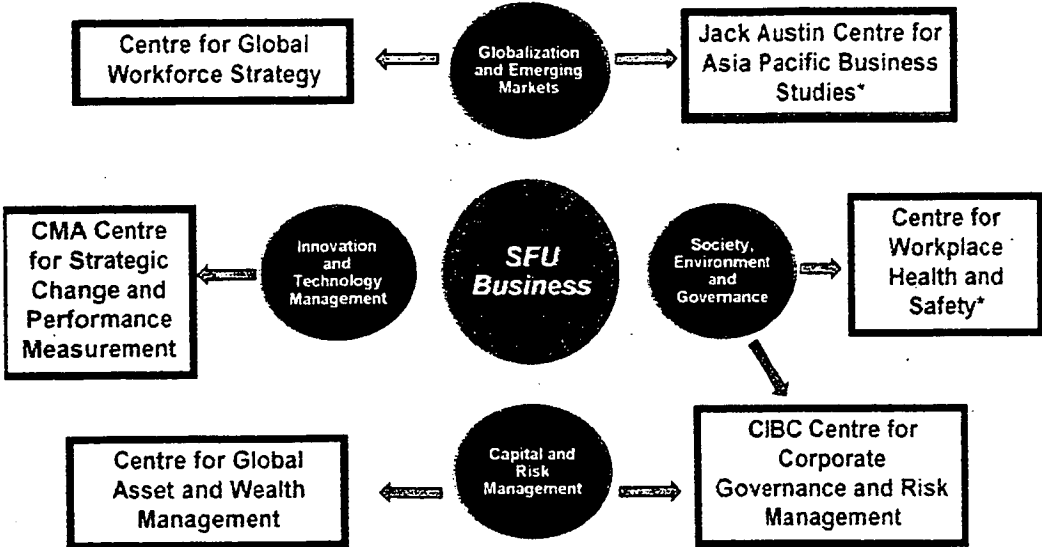 Centre for Global
Workforce Strategy
Globalization
and Emerging
Markets
Jack Austin Centre for
Asia Pacific Business
Studies*
CMA Centre
for Strategic
Change and
Performance
Measurement
Innovation
and
Technology
Management
SFU
Business
Society,
Environment
and
Governance
Centre for
Workplace
Health and
Safety*
Centre for Global
Asset and Wealth
Management
Capital and
Risk
Management
CIBC Centre for
Corporate
Governance and Risk
Management